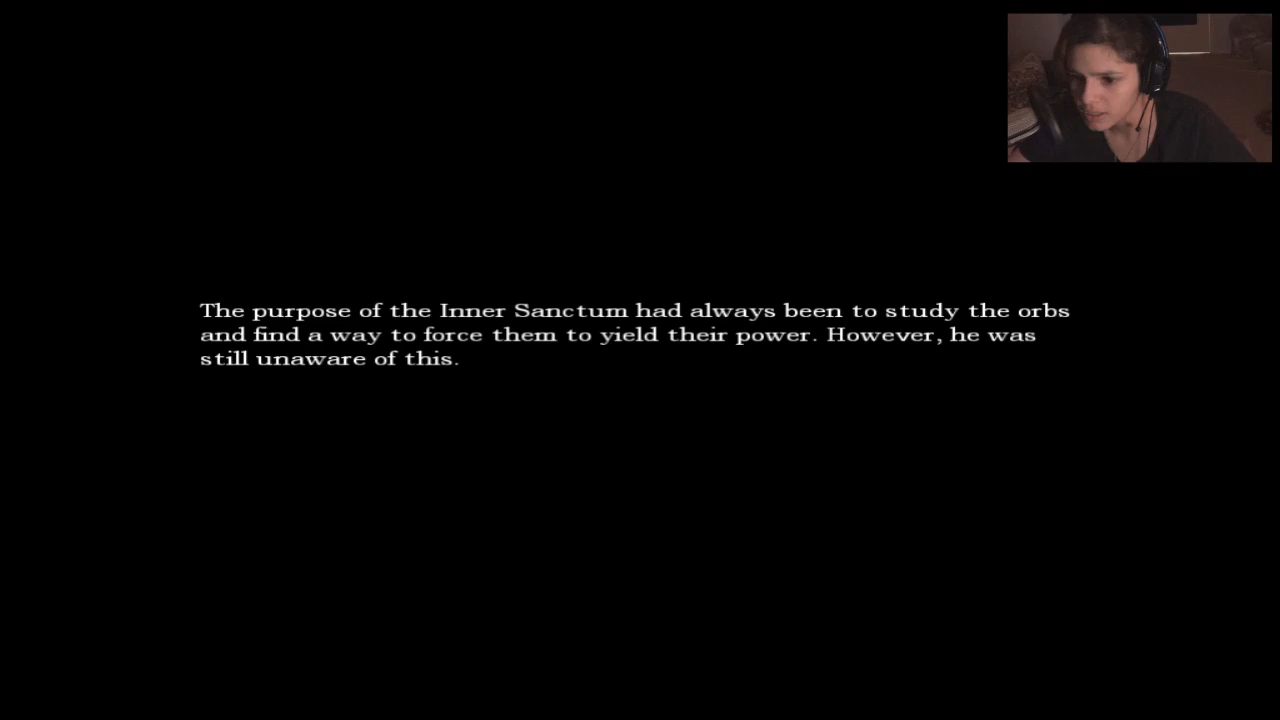 The purpose of the Inner Sanctum had always been to study the orbs
and find a way to force them to yield their power. However, he was
still unaware of this.